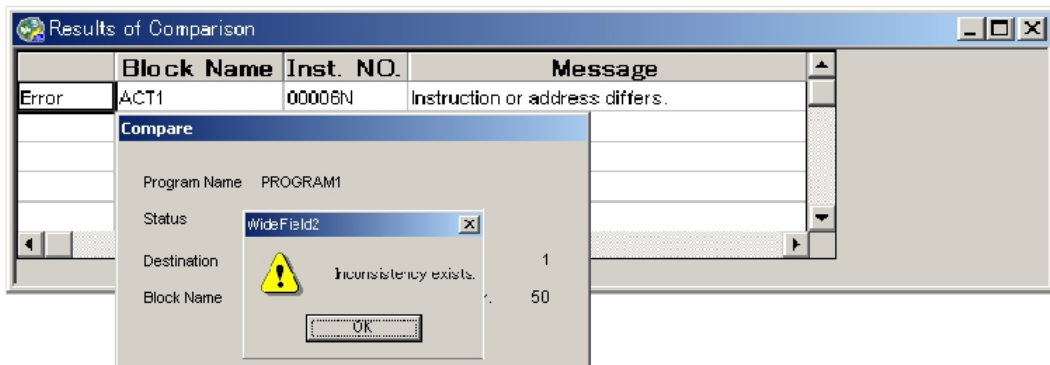 Results of Comparison
Block Name Inst. NO. Message
Error ACT1 00006N Instruction or address differs.
Compare
Program Name PROGRAM1
Status
WideField2
Destination 1
Inconsistency exists.
Block Name 50
OK